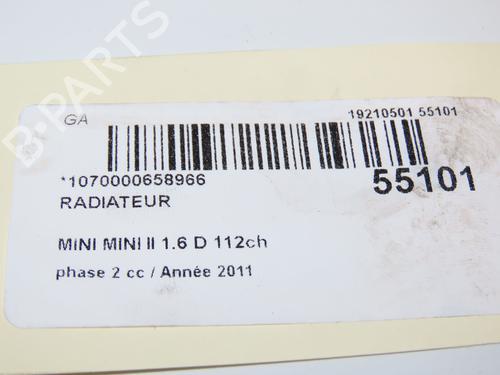 GA
19210501 55101
*1070000658966
55101
RADIATEUR
MINI MINI II 1.6 D 112ch
phase 2 cc / Année 2011
B-PARTS